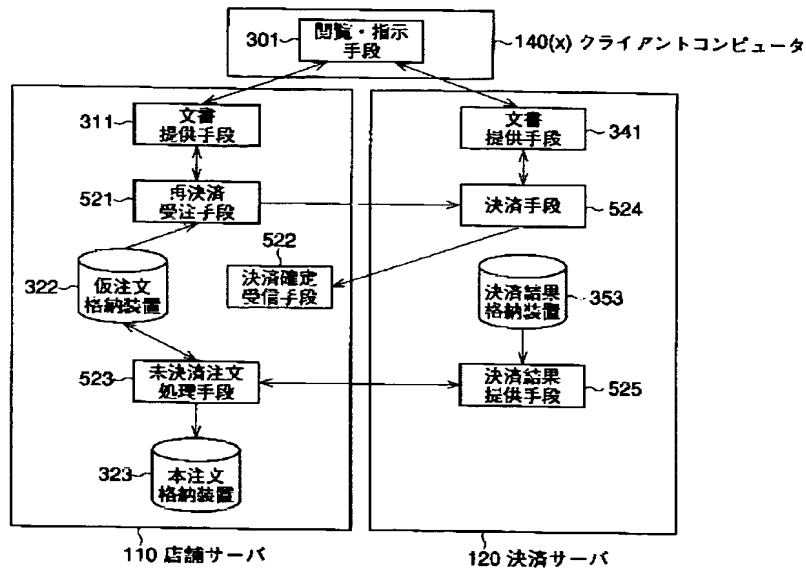 301
閲覧・指示
手段
140(x) クライアントコンピュータ
311
文書
提供手段
文書
提供手段
341
521
再決済
受注手段
決済手段
524
522
322
仮注文
格納装置
決済確定
受信手段
決済結果
格納装置
353
523
未決済注文
処理手段
決済結果
提供手段
525
323
本注文
格納装置
110 店舗サーバ
120 決済サーバ